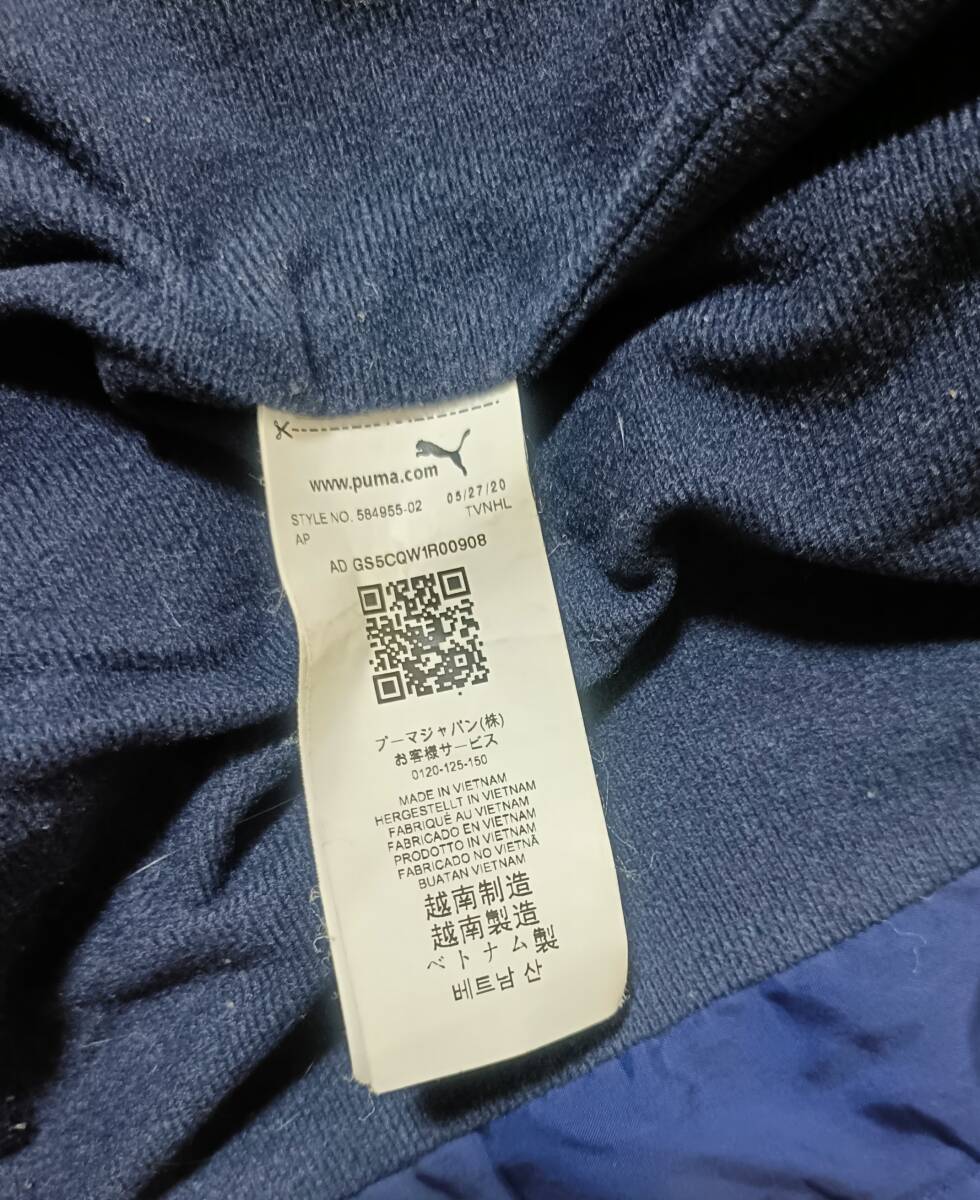 www.puma.com
STYLE NO. 584955-02 05/27/20
AP TVNHL
AD GS5CQW1R00908
プーマジャパン(株)
お客様サービス
0120-125-150
MADE IN VIETNAM
HERGESTELLT IN VIETNAM
FABRIQUÉ AU VIETNAM
FABRICADO EN VIETNAM
PRODOTTO IN VIETNAM
FABRICADO NO VIETNÃ
BUATAN VIETNAM
越南制造
越南製造
ベトナム製
베트남 산